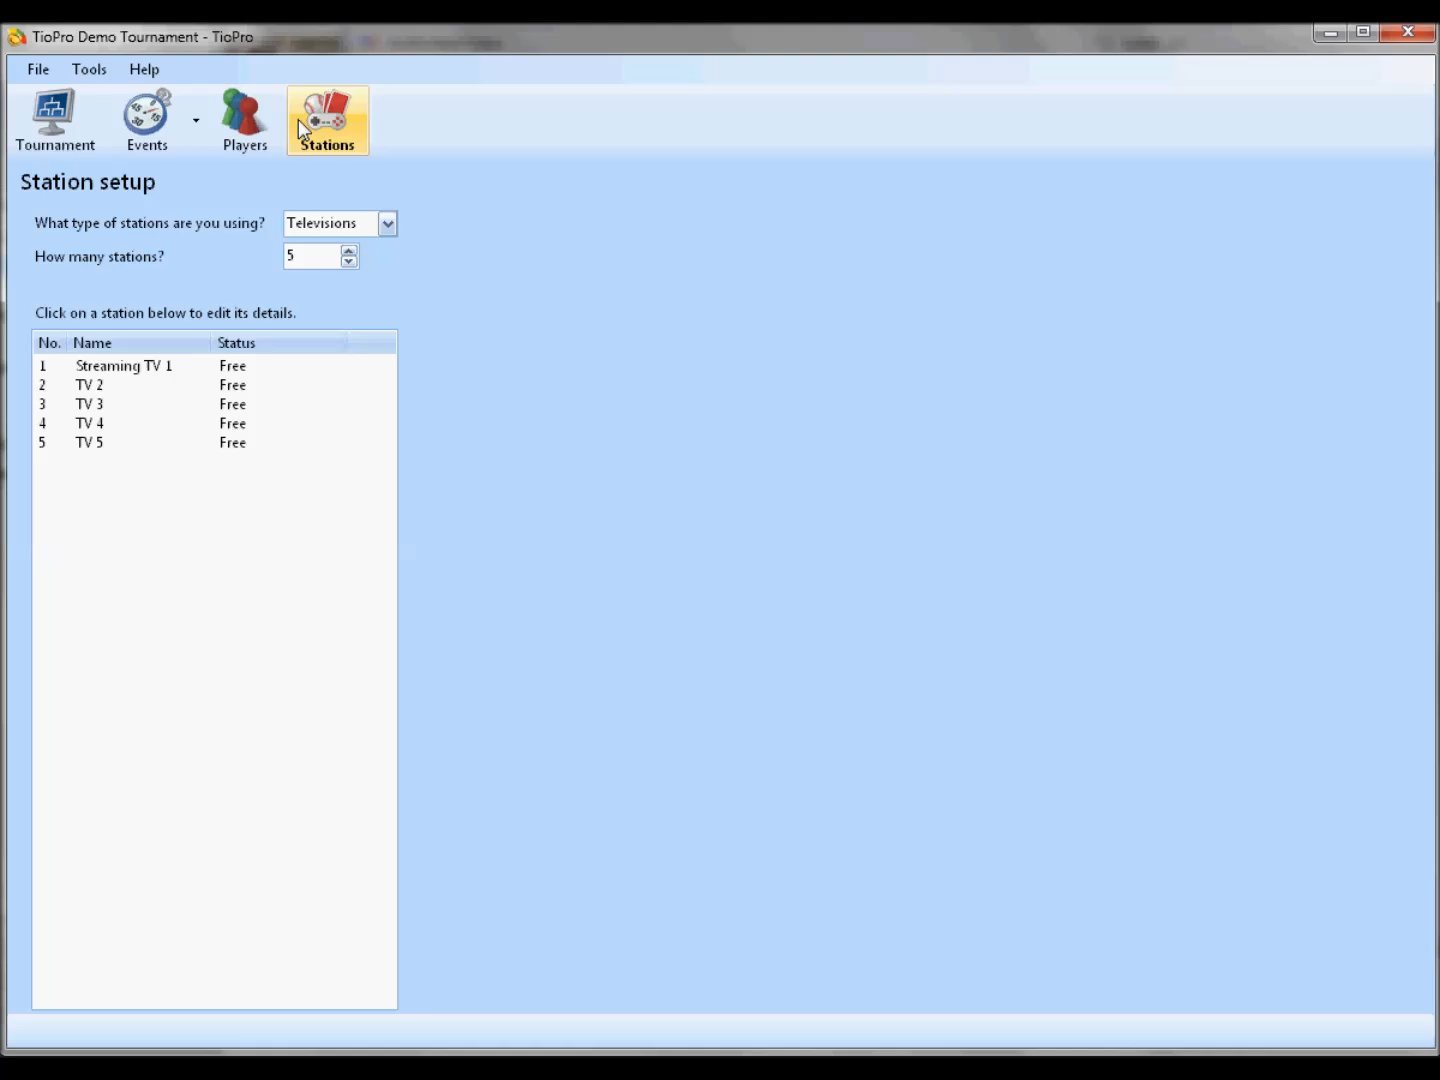 TioPro Demo Tournament - TioPro
File Tools Help
Tournament Events Players Stations
Station setup
What type of stations are you using? Televisions
How many stations? 5
Click on a station below to edit its details.
No. Name Status
1 Streaming TV 1 Free
2 TV 2 Free
3 TV 3 Free
4 TV 4 Free
5 TV 5 Free